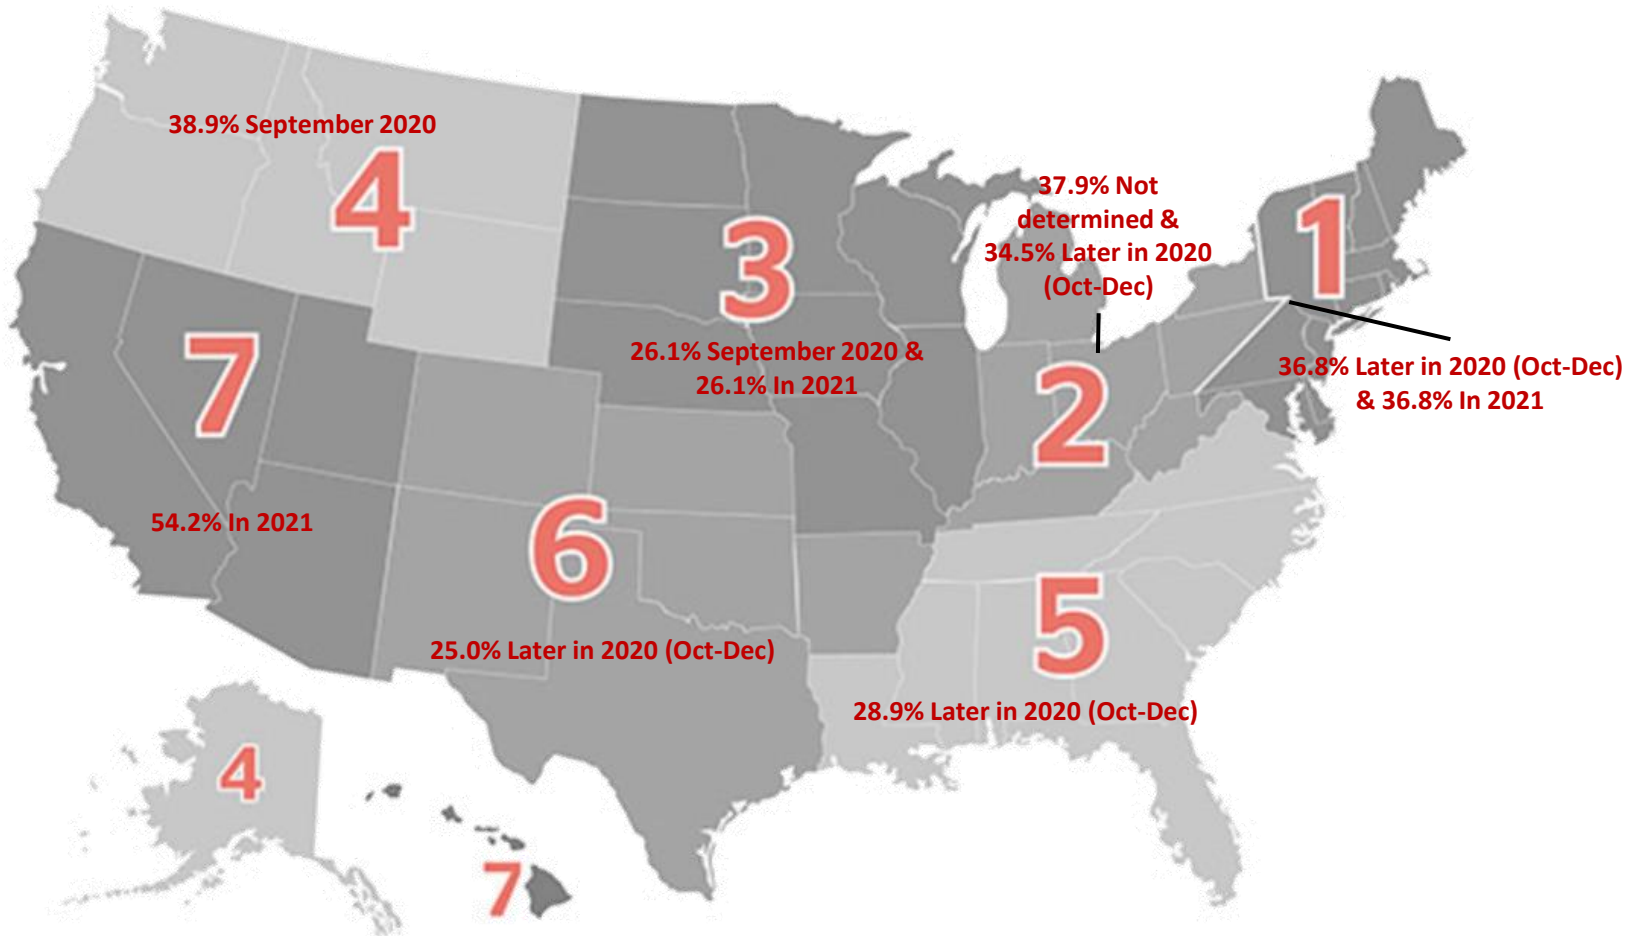 38.9% September 2020
4
3
37.9% Not
determined &
34.5% Later in 2020
(Oct-Dec)
1
7
26.1% September 2020 &
26.1% In 2021
2
36.8% Later in 2020 (Oct-Dec)
& 36.8% In 2021
54.2% In 2021
6
5
25.0% Later in 2020 (Oct-Dec)
28.9% Later in 2020 (Oct-Dec)
4
7